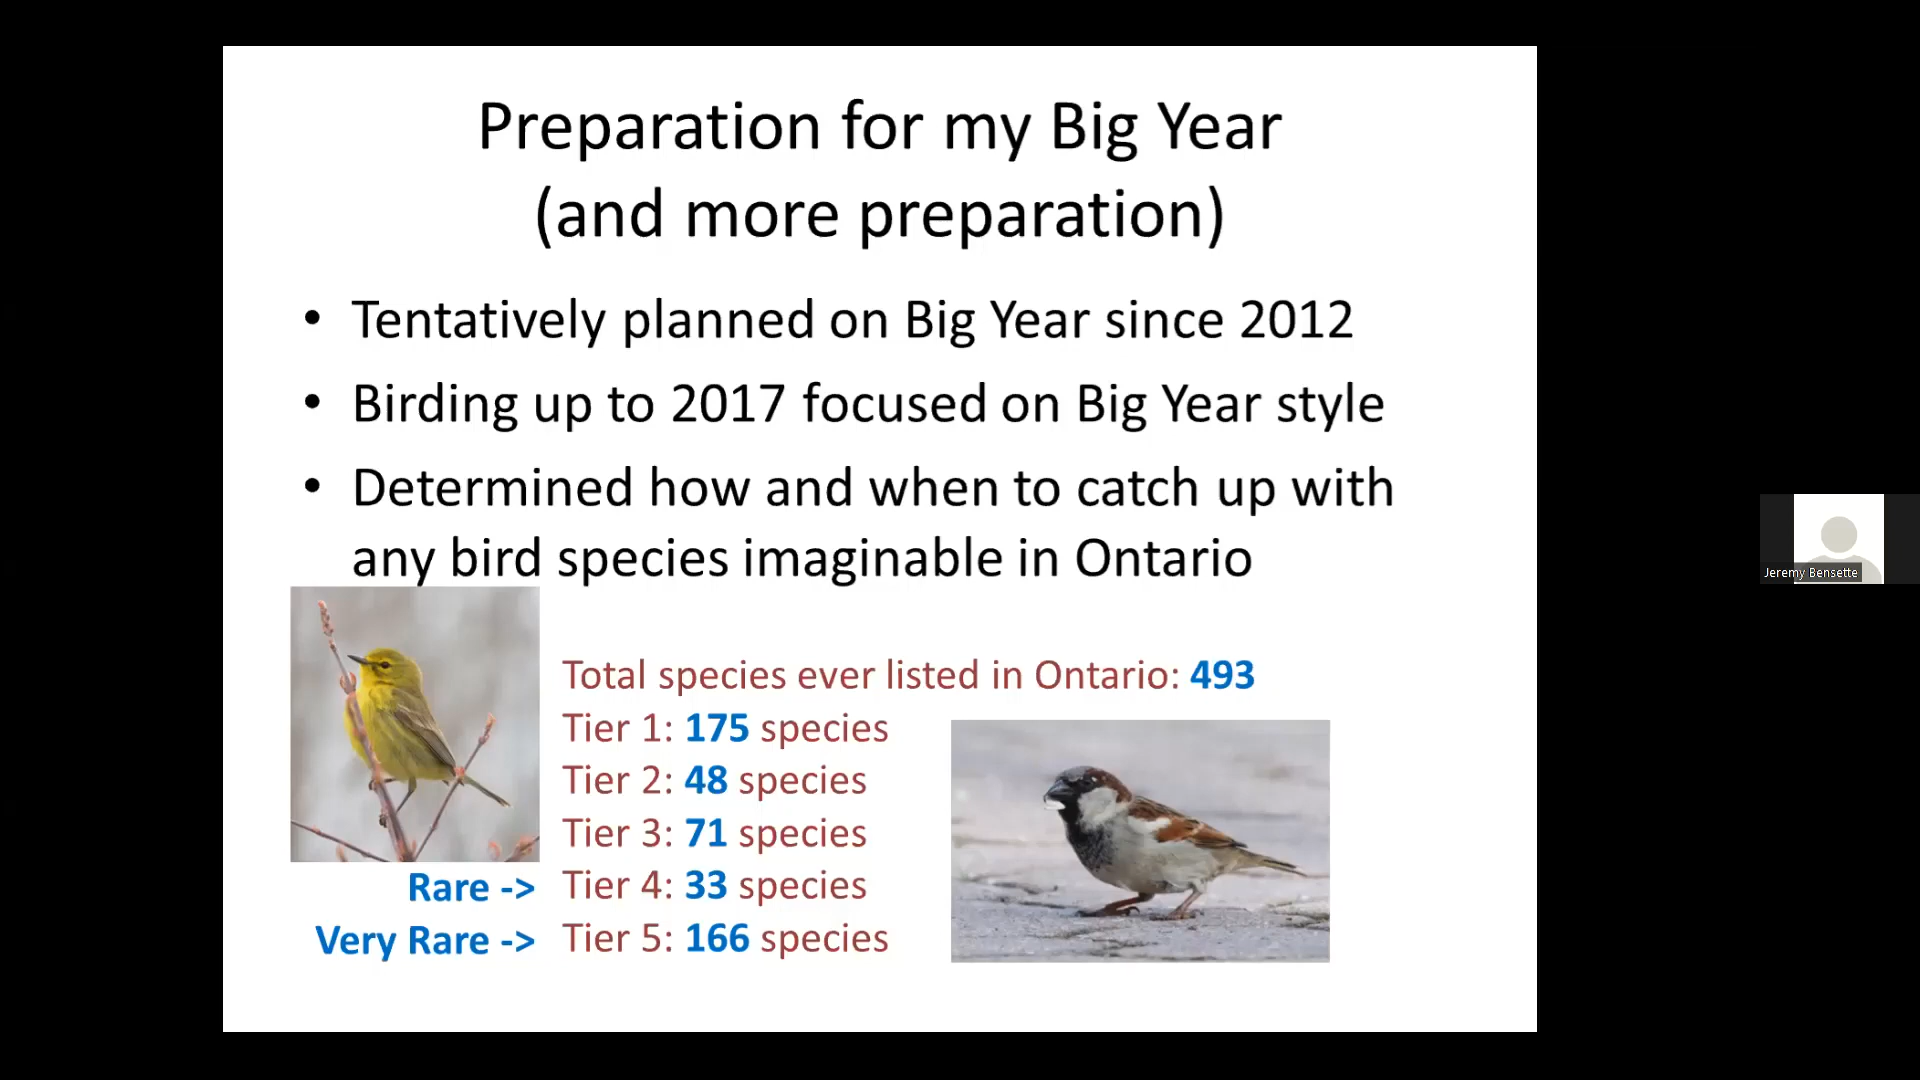 Preparation for my Big Year
(and more preparation)
• Tentatively planned on Big Year since 2012
• Birding up to 2017 focused on Big Year style
• Determined how and when to catch up with
any bird species imaginable in Ontario
Total species ever listed in Ontario: 493
Tier 1: 175 species
Tier 2: 48 species
Tier 3: 71 species
Rare -> Tier 4: 33 species
Very Rare -> Tier 5: 166 species
Jeremy Bensette